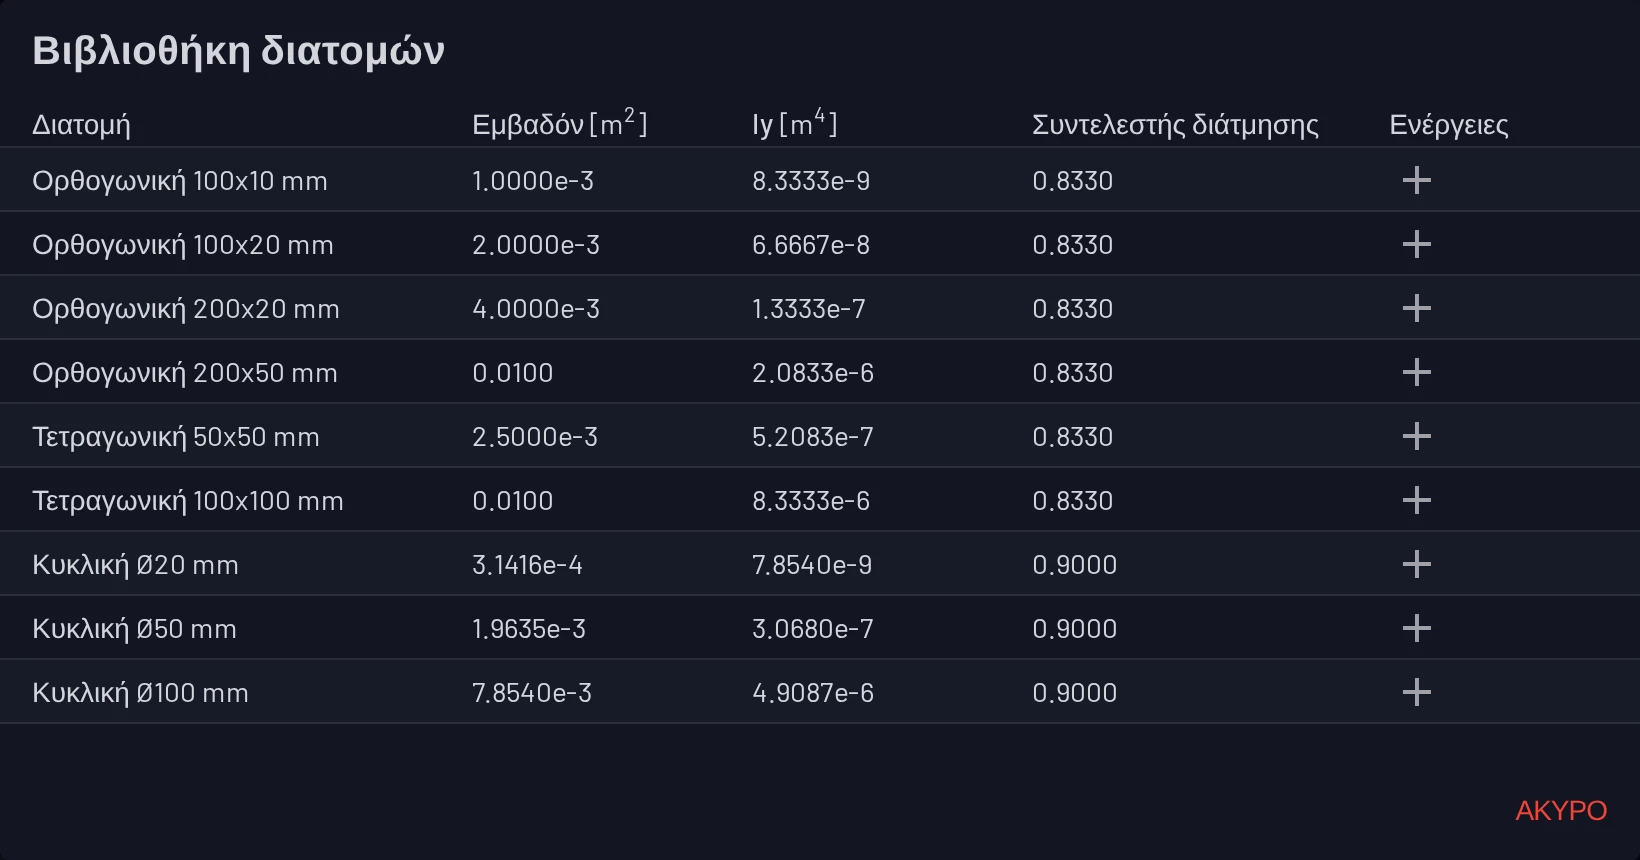 Βιβλιοθήκη διατομών
Διατομή Εμβαδόν [m²] Iy [m⁴] Συντελεστής διάτμησης Ενέργειες
Ορθογωνική 100x10 mm 1.0000e-3 8.3333e-9 0.8330
Ορθογωνική 100x20 mm 2.0000e-3 6.6667e-8 0.8330
Ορθογωνική 200x20 mm 4.0000e-3 1.3333e-7 0.8330
Ορθογωνική 200x50 mm 0.0100 2.0833e-6 0.8330
Τετραγωνική 50x50 mm 2.5000e-3 5.2083e-7 0.8330
Τετραγωνική 100x100 mm 0.0100 8.3333e-6 0.8330
Κυκλική Ø20 mm 3.1416e-4 7.8540e-9 0.9000
Κυκλική Ø50 mm 1.9635e-3 3.0680e-7 0.9000
Κυκλική Ø100 mm 7.8540e-3 4.9087e-6 0.9000
ΑΚΥΡΟ